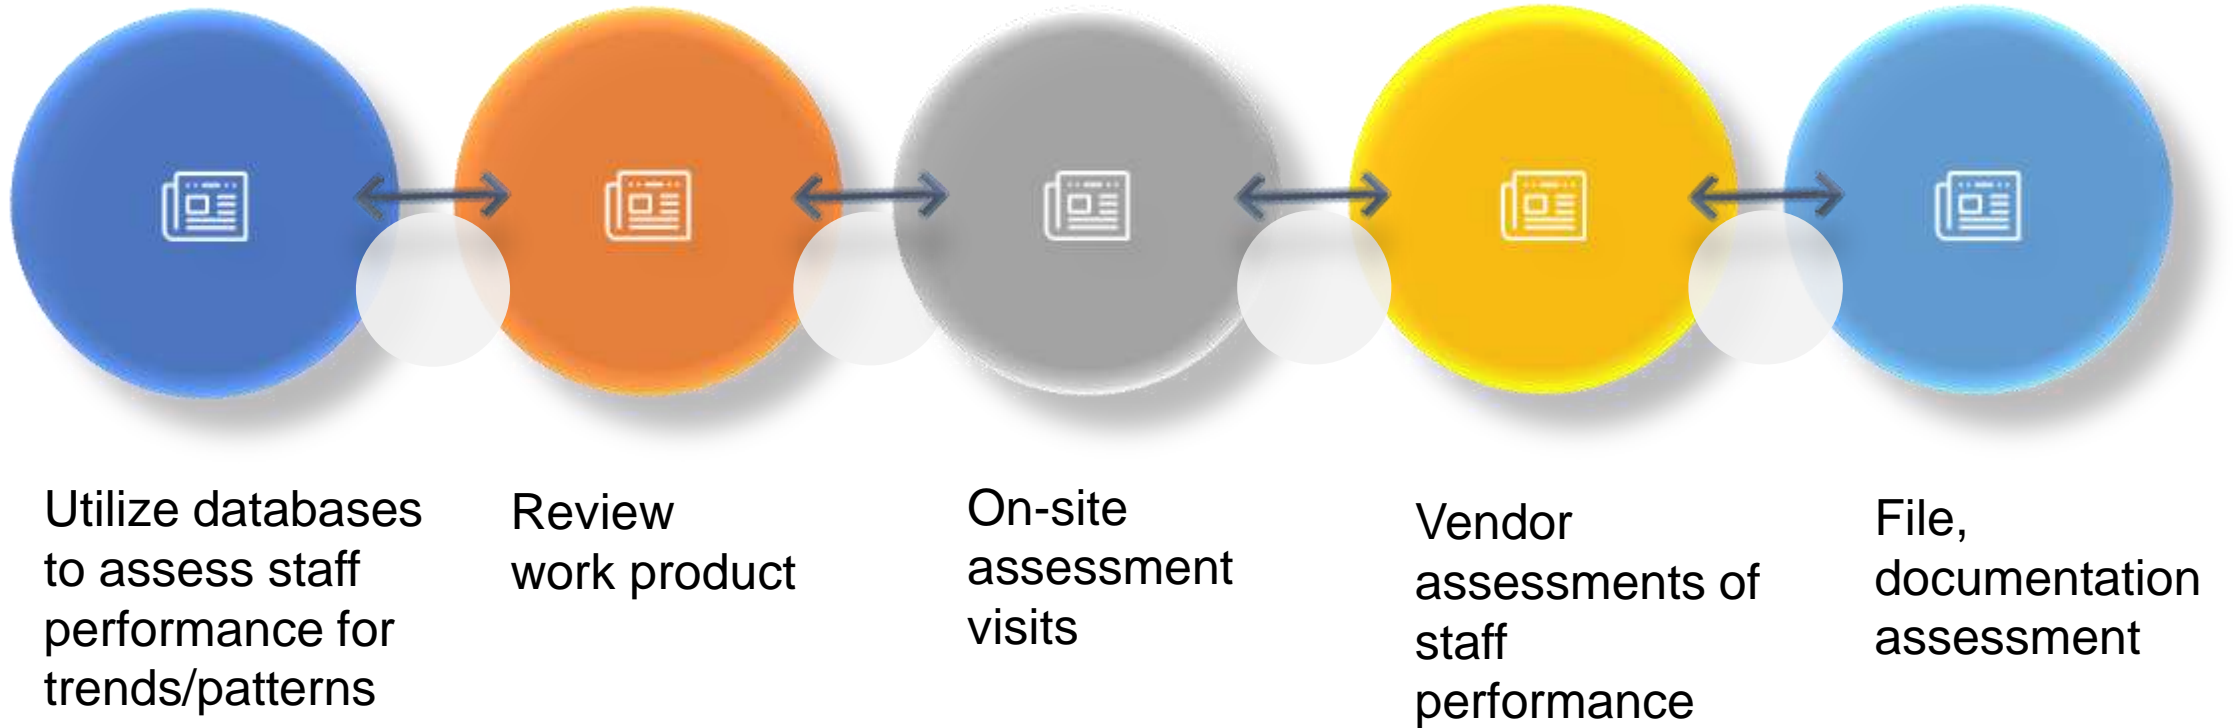 Utilize databases
to assess staff
performance for
trends/patterns
Review
work product
On-site
assessment
visits
Vendor
assessments of
staff
performance
File,
documentation
assessment